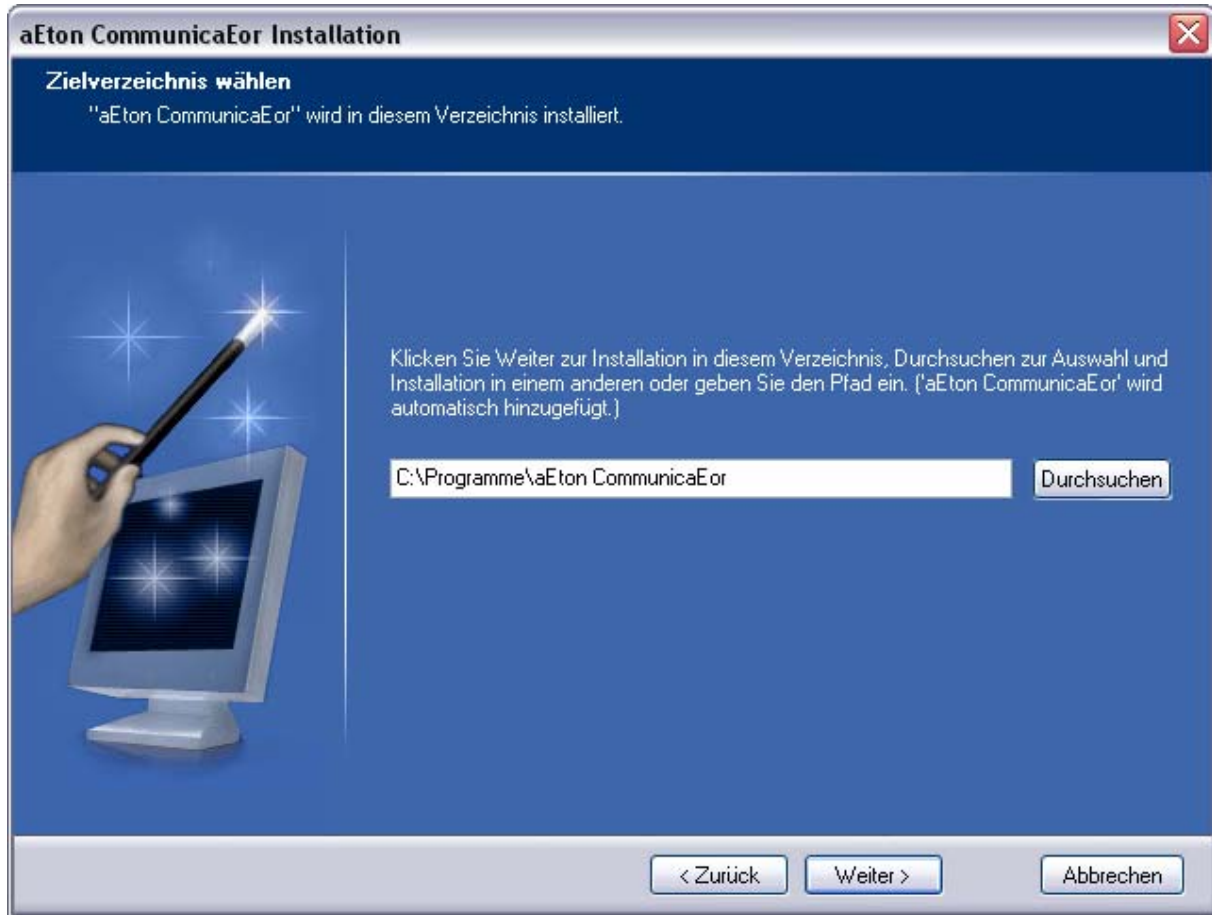 aEton CommunicaEor Installation
Zielverzeichnis wählen
"aEton CommunicaEor" wird in diesem Verzeichnis installiert.
Klicken Sie Weiter zur Installation in diesem Verzeichnis, Durchsuchen zur Auswahl und
Installation in einem anderen oder geben Sie den Pfad ein. ('aEton CommunicaEor' wird
automatisch hinzugefügt.)
C:\Programme\aEton CommunicaEor
Durchsuchen
< Zurück
Weiter >
Abbrechen